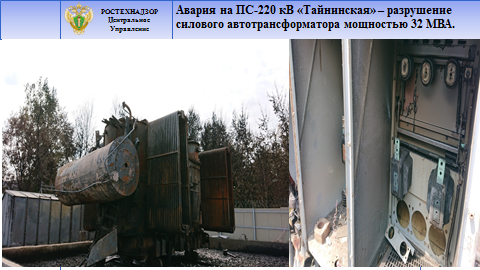 РОСТЕХНАДЗОР
Центральное
Управление
Авария на ПС-220 кВ «Тайнинская» – разрушение
силового автотрансформатора мощностью 32 МВА.